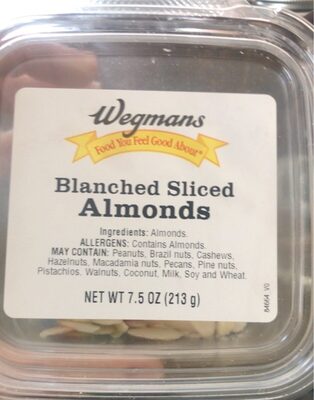 Wegmans
Food You Feel Good About®
Blanched Sliced
Almonds
Ingredients: Almonds.
ALLERGENS: Contains Almonds.
MAY CONTAIN: Peanuts, Brazil nuts, Cashews,
Hazelnuts, Macadamia nuts, Pecans, Pine nuts,
Pistachios, Walnuts, Coconut, Milk, Soy and Wheat.
NET WT 7.5 OZ (213 g)
84664 VG